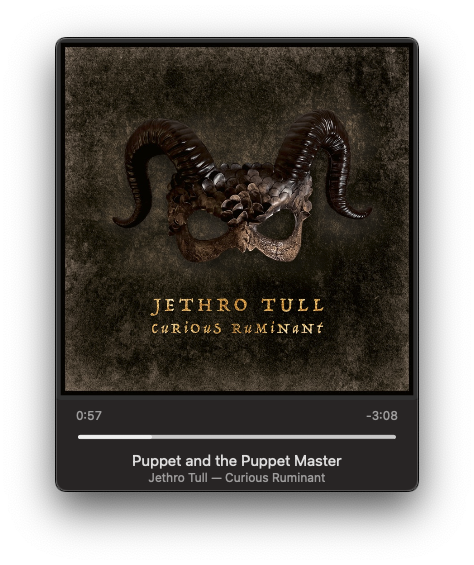 JETHRO TULL
CuRiOuS RuMiNaNt
0:57 -3:08
Puppet and the Puppet Master
Jethro Tull — Curious Ruminant